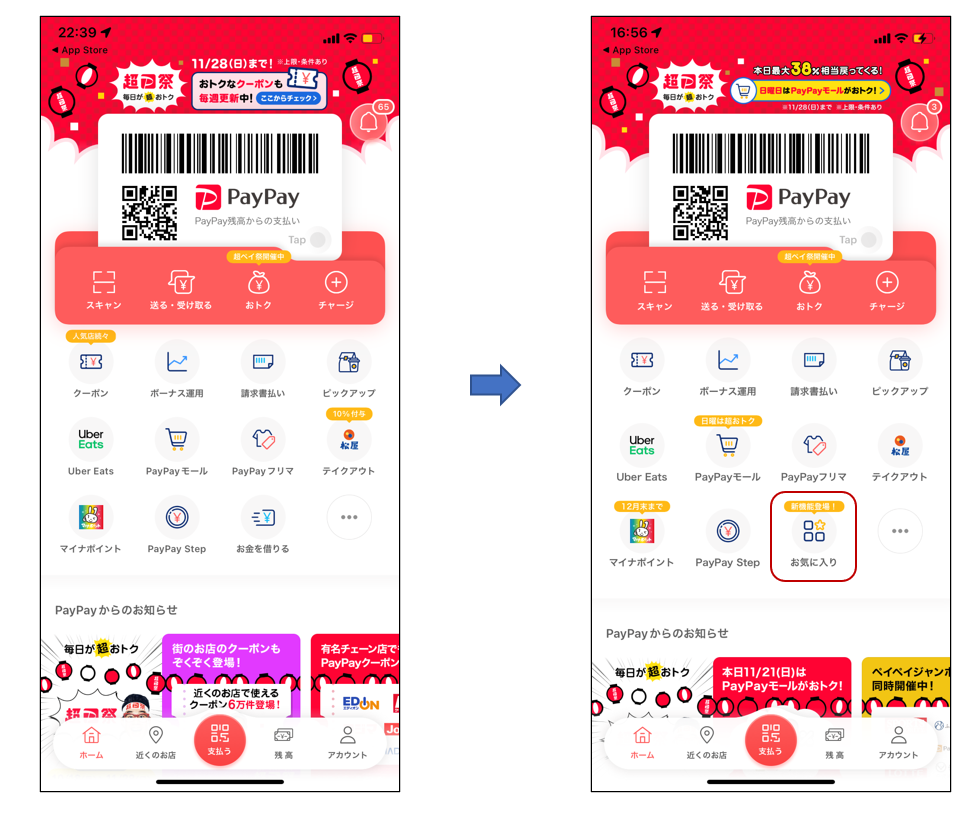 22:39
App Store
11/28(日)まで! ※上限・条件あり
超P祭
毎日が 超 おトク
おトクなクーポンも
毎週更新中!
ここからチェック>
¥
65
PayPay
PayPay残高からの支払い
Tap
超ペイ祭開催中
スキャン
送る・受け取る
おトク
チャージ
人気店続々
クーポン
ボーナス運用
請求書払い
ピックアップ
10%付与
Uber
Eats
松屋
Uber Eats
PayPayモール
PayPayフリマ
テイクアウト
マイナポイント
PayPay Step
お金を借りる
PayPayからのお知らせ
毎日が 超 おトク
超P祭
街のお店のクーポンも
ぞくぞく登場!
近くのお店で使える
クーポン6万件登場!
有名チェーン店で
PayPayクーポン
EDION
ホーム
近くのお店
支払う
残高
アカウント
16:56
App Store
本日最大38%相当戻ってくる!
超P祭
毎日が 超 おトク
日曜日はPayPayモールがおトク! >
※11/28(日)まで ※上限・条件あり
3
PayPay
PayPay残高からの支払い
Tap
超ペイ祭開催中
スキャン
送る・受け取る
おトク
チャージ
クーポン
ボーナス運用
請求書払い
ピックアップ
日曜は超おトク
Uber
Eats
松屋
Uber Eats
PayPayモール
PayPayフリマ
テイクアウト
12月末まで
新機能登場!
マイナポイント
PayPay Step
お気に入り
PayPayからのお知らせ
毎日が 超 おトク
本日11/21(日)は
PayPayモールがおトク!
ペイペイジャンボ
同時開催中!
ホーム
近くのお店
支払う
残高
アカウント